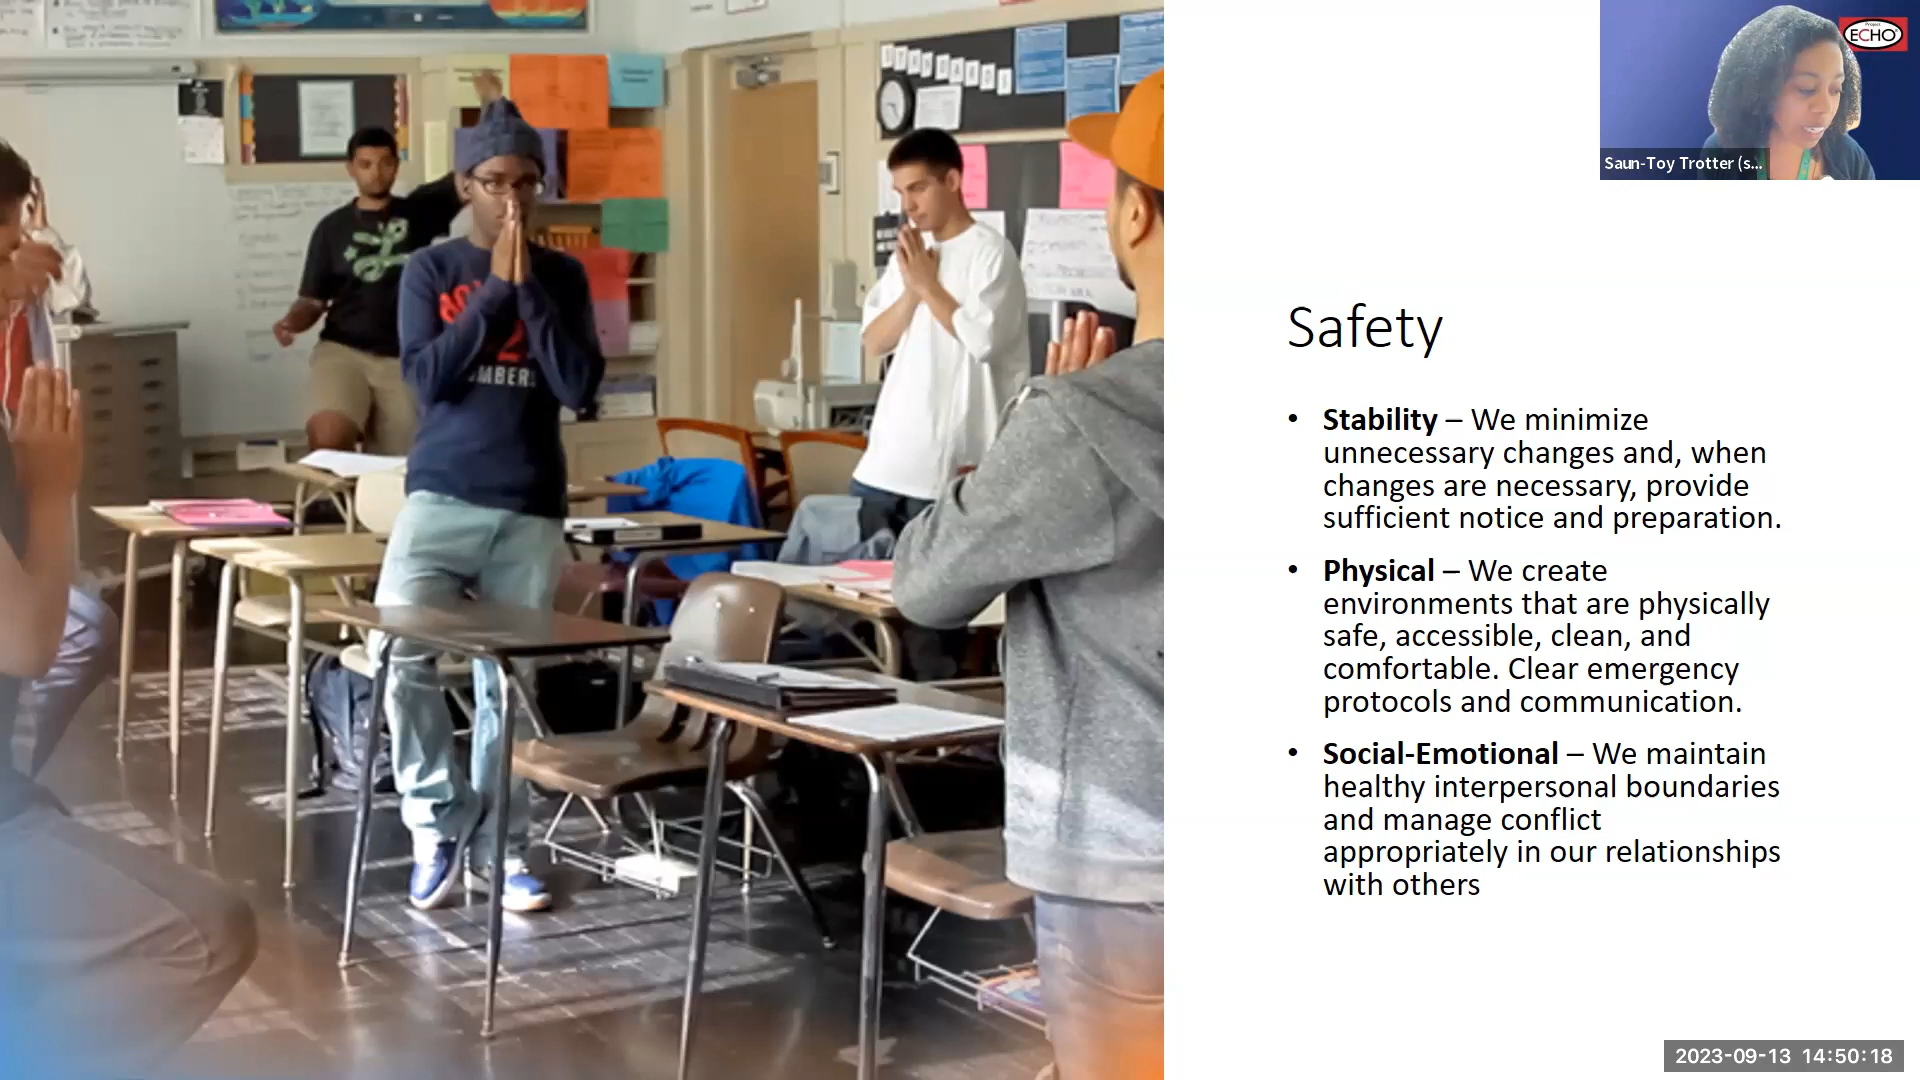 Project
ECHO
Saun-Toy Trotter (s...
Safety
• Stability – We minimize
unnecessary changes and, when
changes are necessary, provide
sufficient notice and preparation.
• Physical – We create
environments that are physically
safe, accessible, clean, and
comfortable. Clear emergency
protocols and communication.
• Social-Emotional – We maintain
healthy interpersonal boundaries
and manage conflict
appropriately in our relationships
with others
2023-09-13 14:50:18